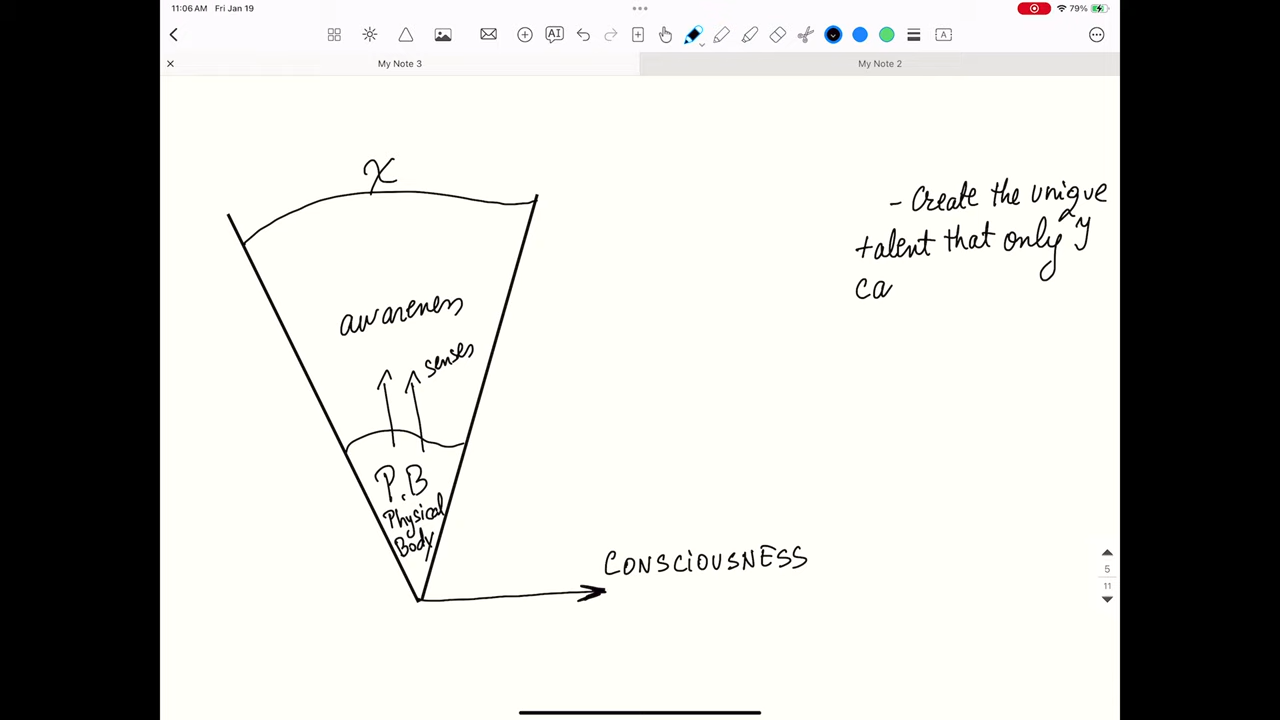 11:06 AM Fri Jan 19
79%
AI
A
My Note 3
My Note 2
x
- Create the unique
talent that only y
ca
awareness
senses
P.B
Physical
Body
CONSCIOUSNESS
5
11